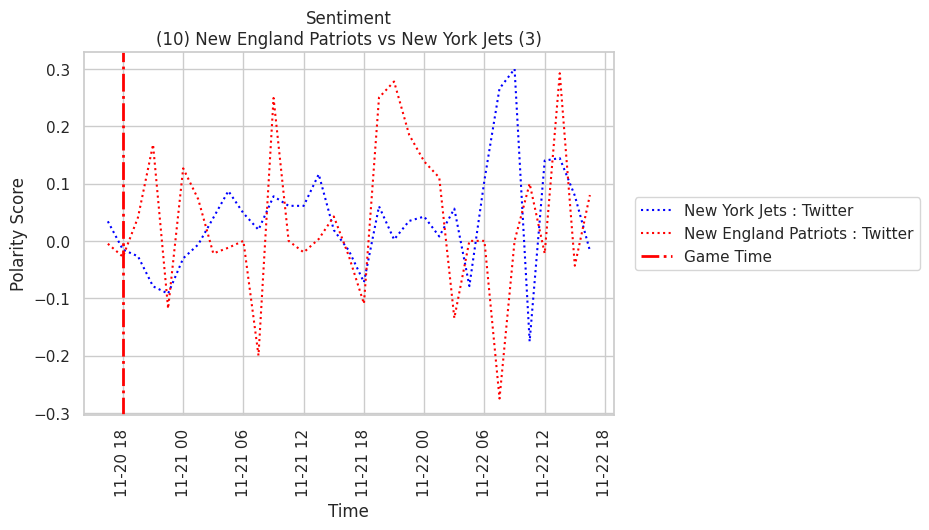 Sentiment
(10) New England Patriots vs New York Jets (3)
0.3
0.2
0.1
0.0
−0.1
−0.2
−0.3
Polarity Score
11-20 18
11-21 00
11-21 06
11-21 12
11-21 18
11-22 00
11-22 06
11-22 12
11-22 18
Time
New York Jets : Twitter
New England Patriots : Twitter
Game Time